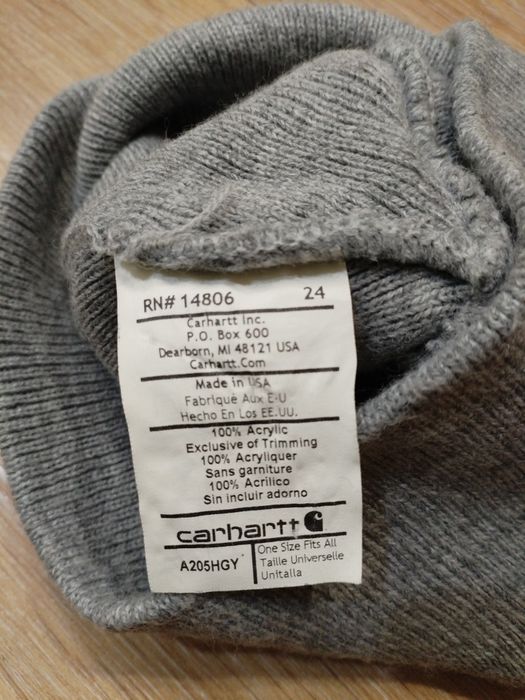 RN# 14806 24
Carhartt Inc.
P.O. Box 600
Dearborn, MI 48121 USA
Carhartt.Com
Made in USA
Fabriqué Aux E-U
Hecho En Los EE.UU.
100% Acrylic
Exclusive of Trimming
100% Acryliquer
Sans garniture
100% Acrilico
Sin incluir adorno
carhartt
A205HGY
One Size Fits All
Taille Universelle
Unitalla